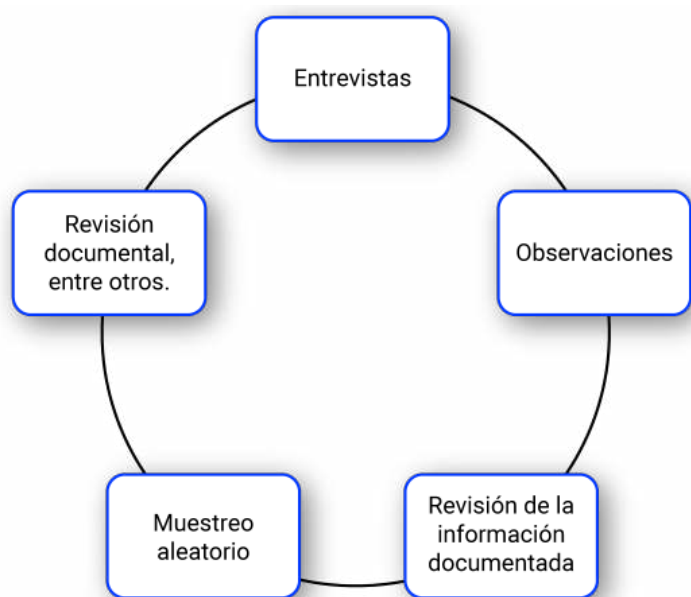 Entrevistas
Observaciones
Revisión de la
información
documentada
Muestreo
aleatorio
Revisión
documental,
entre otros.